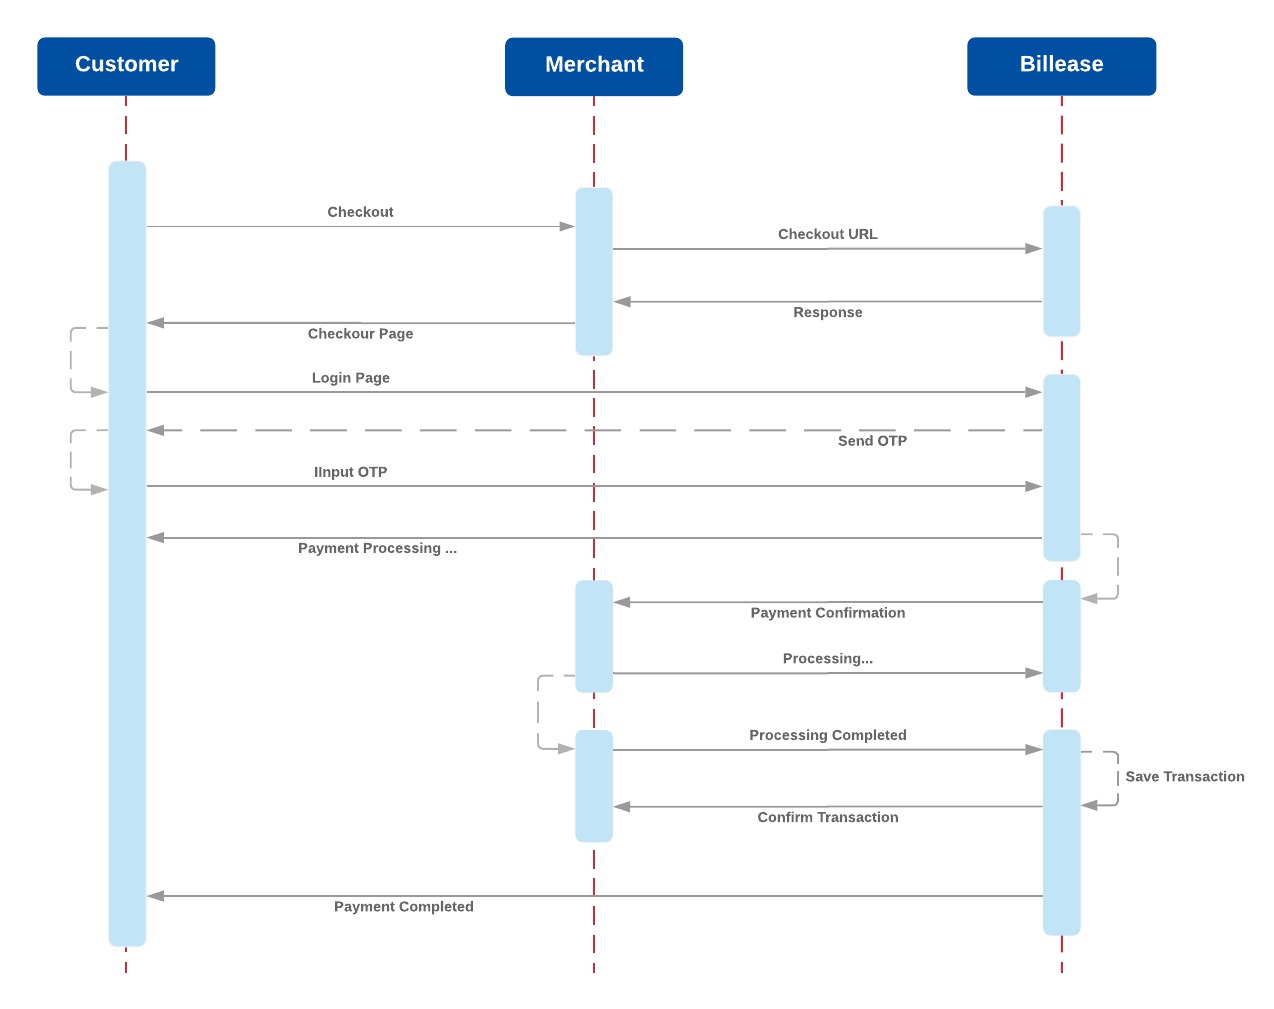 Customer
Merchant
Billease
Checkout
Checkout URL
Response
Checkour Page
Login Page
Send OTP
IInput OTP
Payment Processing ...
Payment Confirmation
Processing...
Processing Completed
Save Transaction
Confirm Transaction
Payment Completed